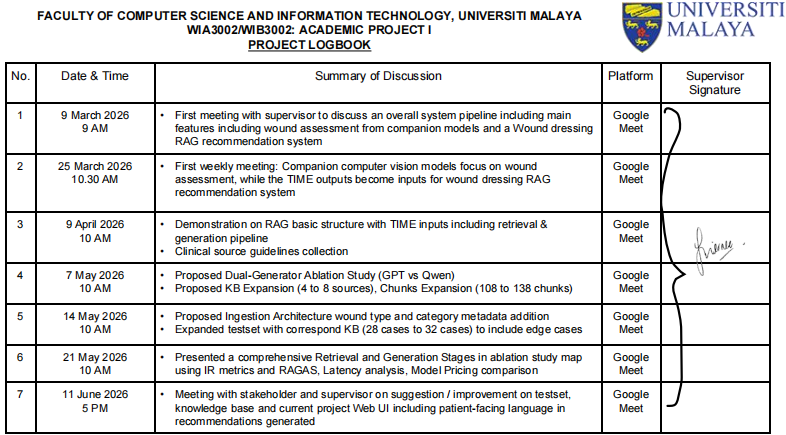 FACULTY OF COMPUTER SCIENCE AND INFORMATION TECHNOLOGY, UNIVERSITI MALAYA
WIA3002/WIB3002: ACADEMIC PROJECT I
PROJECT LOGBOOK
UNIVERSITI
MALAYA
No. Date & Time Summary of Discussion Platform Supervisor
Signature
1 9 March 2026 • First meeting with supervisor to discuss an overall system pipeline including main Google
9 AM features including wound assessment from companion models and a Wound dressing Meet
RAG recommendation system
2 25 March 2026 • First weekly meeting: Companion computer vision models focus on wound Google
10.30 AM assessment, while the TIME outputs become inputs for wound dressing RAG Meet
recommendation system
3 9 April 2026 • Demonstration on RAG basic structure with TIME inputs including retrieval & Google
10 AM generation pipeline Meet
• Clinical source guidelines collection
4 7 May 2026 • Proposed Dual-Generator Ablation Study (GPT vs Qwen) Google
10 AM • Proposed KB Expansion (4 to 8 sources), Chunks Expansion (108 to 138 chunks) Meet
5 14 May 2026 • Proposed Ingestion Architecture wound type and category metadata addition Google
10 AM • Expanded testset with correspond KB (28 cases to 32 cases) to include edge cases Meet
6 21 May 2026 • Presented a comprehensive Retrieval and Generation Stages in ablation study map Google
10 AM using IR metrics and RAGAS, Latency analysis, Model Pricing comparison Meet
7 11 June 2026 • Meeting with stakeholder and supervisor on suggestion / improvement on testset, Google
5 PM knowledge base and current project Web UI including patient-facing language in Meet
recommendations generated